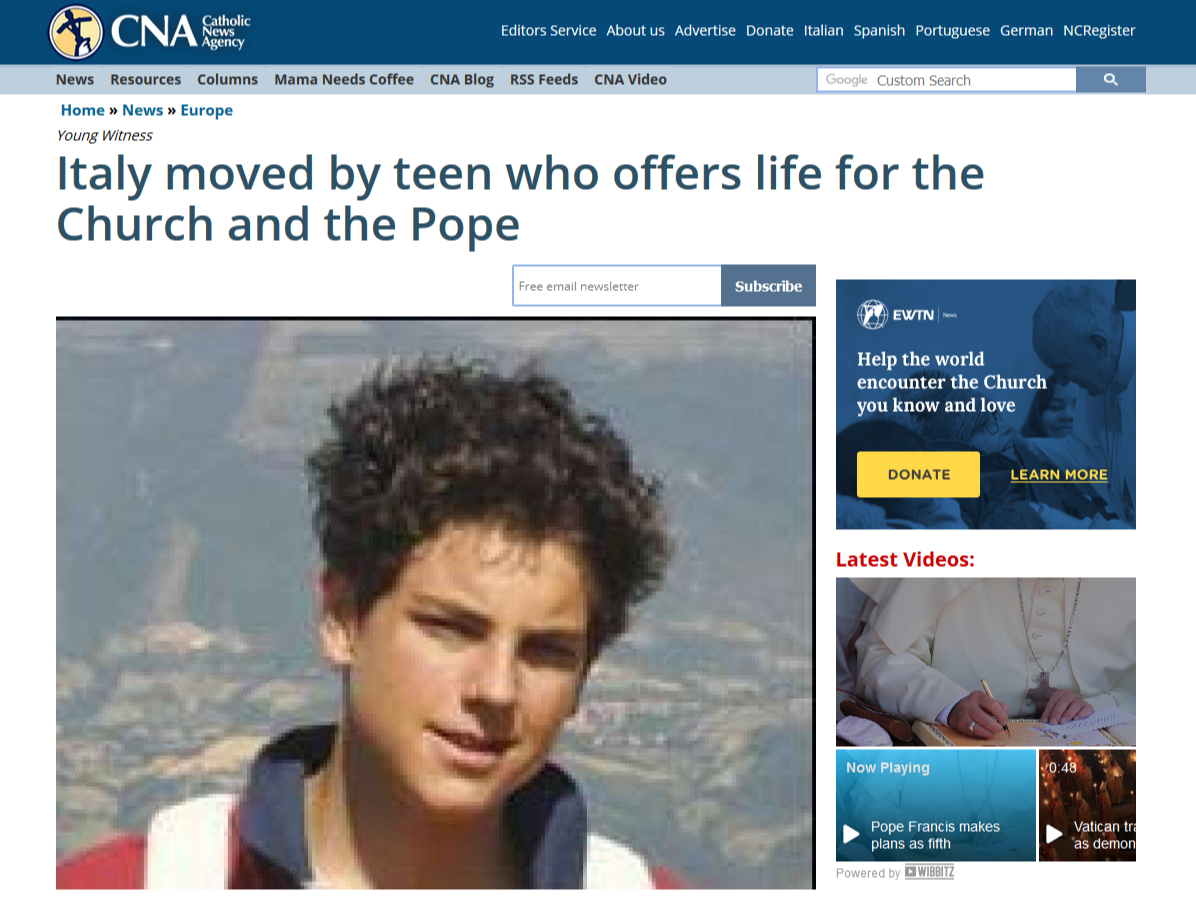 CNA Catholic
News
Agency
Editors Service About us Advertise Donate Italian Spanish Portuguese German NCRegister
News Resources Columns Mama Needs Coffee CNA Blog RSS Feeds CNA Video
Google Custom Search
Home » News » Europe
Young Witness
Italy moved by teen who offers life for the
Church and the Pope
Free email newsletter Subscribe
EWTN News
Help the world
encounter the Church
you know and love
DONATE LEARN MORE
Latest Videos:
Now Playing
Pope Francis makes
plans as fifth
0:48
Vatican tra
as demon
Powered by WIBBITZ